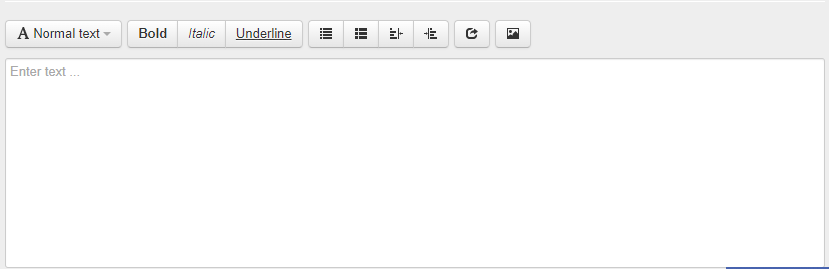 A Normal text Bold Italic Underline
Enter text ...